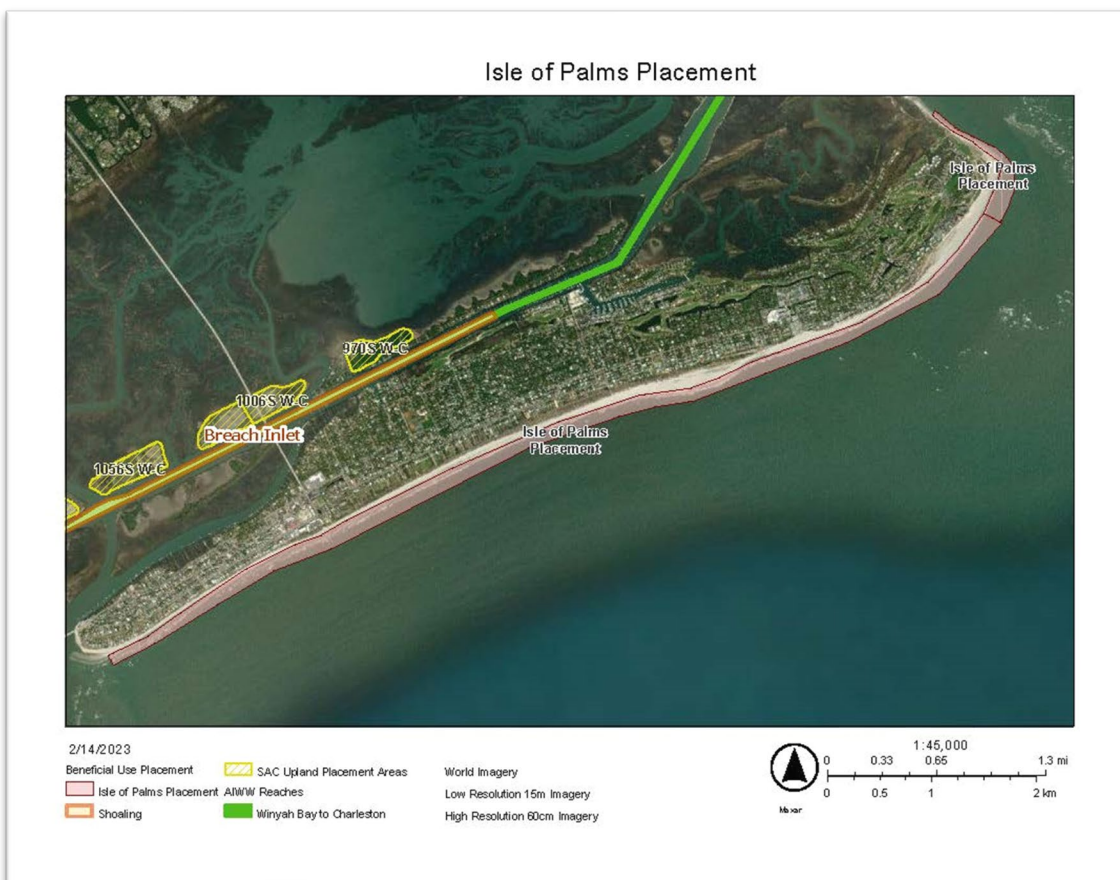 Isle of Palms Placement
Isle of Palms
Placement
970S W-C
1006S W-C
Breach Inlet
Isle of Palms
Placement
1056S W-C
2/14/2023
1:45,000
0 0.33 0.65 1.3 mi
0 0.5 1 2 km
Maxar
Beneficial Use Placement
Isle of Palms Placement
Shoaling
SAC Upland Placement Areas
AIWW Reaches
Winyah Bay to Charleston
World Imagery
Low Resolution 15m Imagery
High Resolution 60cm Imagery